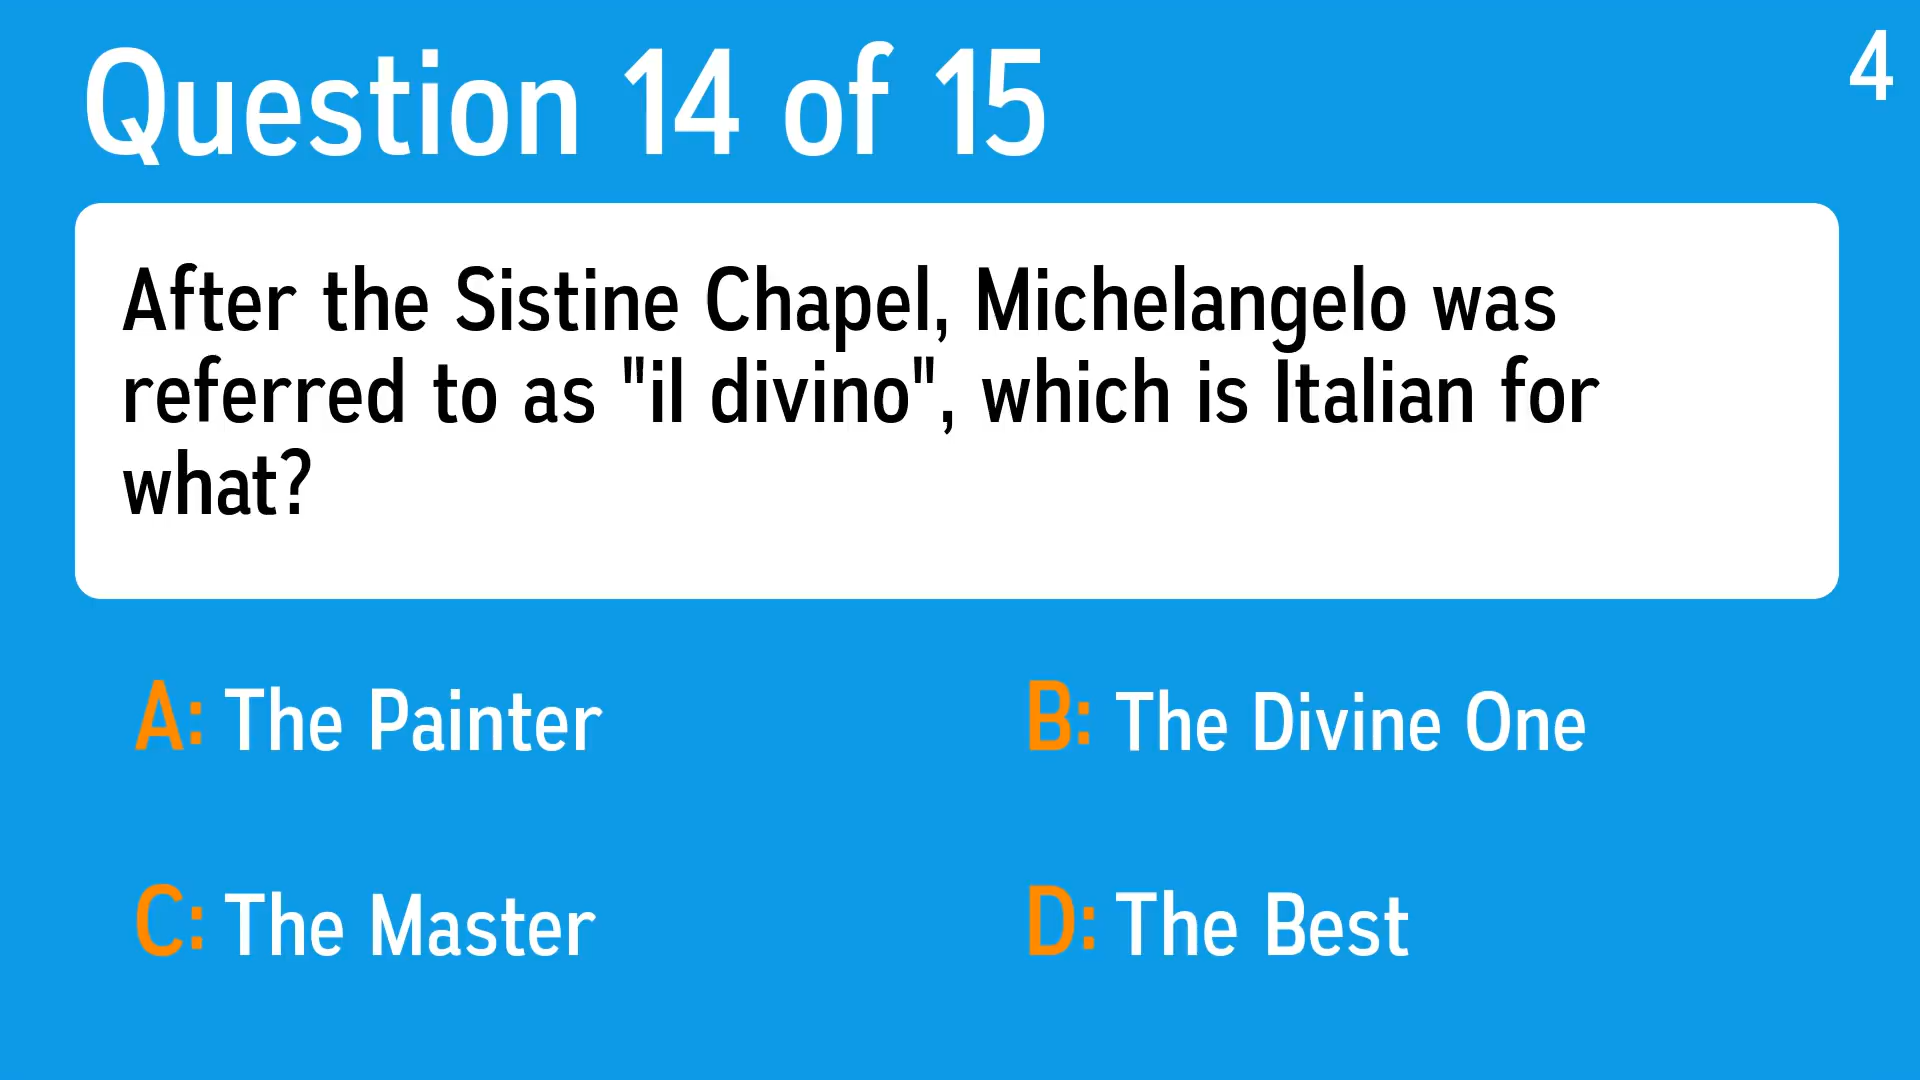 Question 14 of 15
4
After the Sistine Chapel, Michelangelo was
referred to as "il divino", which is Italian for
what?
A: The Painter
B: The Divine One
C: The Master
D: The Best